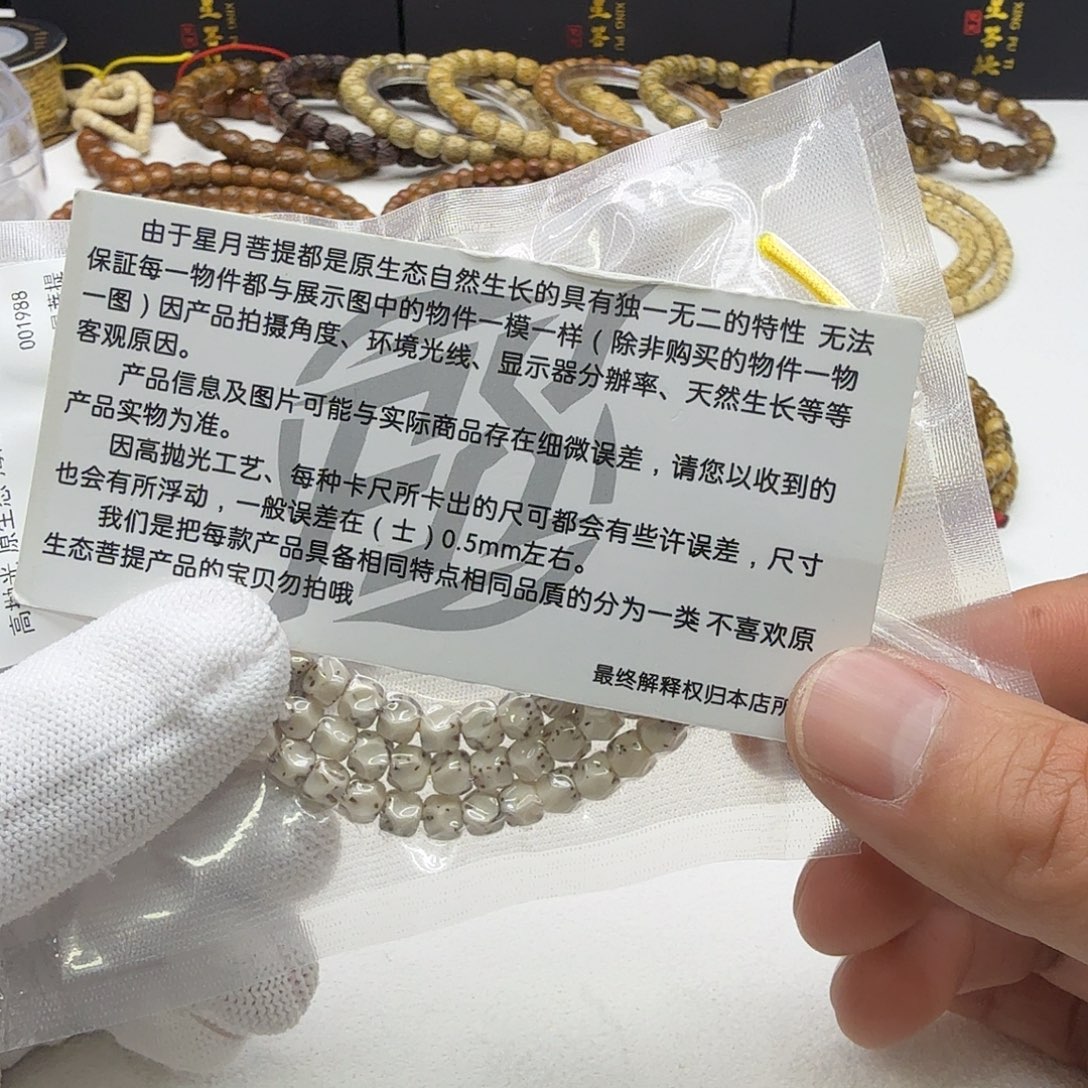 由于星月菩提都是原生态自然生长的具有独一无二的特性 无法
保証每一物件都与展示图中的物件一模一样（除非购买的物件一物
一图）因产品拍摄角度、环境光线、显示器分辨率、天然生长等等
客观原因。
产品信息及图片可能与实际商品存在细微误差，请您以收到的
产品实物为准。
因高抛光工艺、每种卡尺所卡出的尺可都会有些许误差，尺寸
也会有所浮动，一般误差在（士）0.5mm左右。
我们是把每款产品具备相同特点相同品质的分为一类 不喜欢原
生态菩提产品的宝贝勿拍哦
最终解释权归本店所
001988
XING PU TI
XING PU TI
XING PU TI